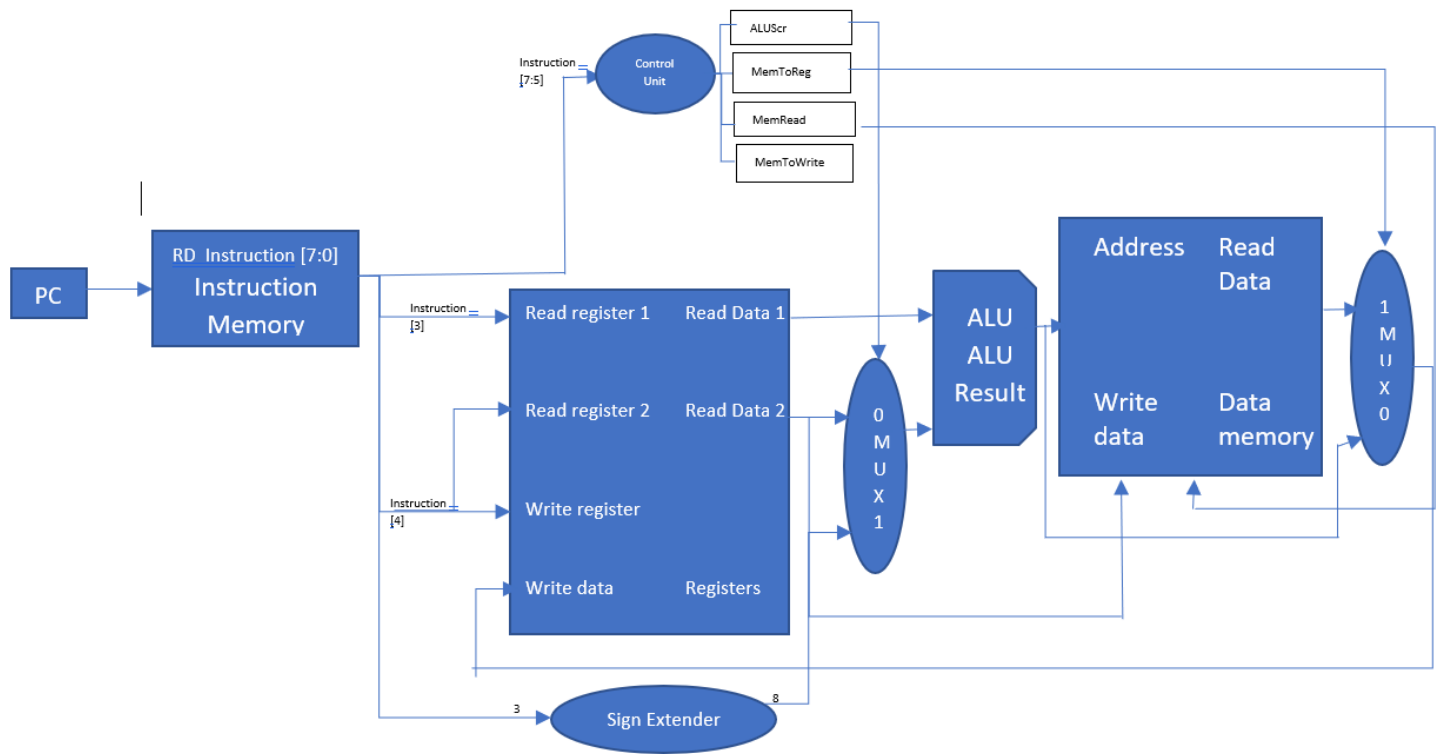 ALUScr
Instruction
[7:5]
Control
Unit
MemToReg
MemRead
MemToWrite
PC
RD Instruction [7:0]
Instruction
Memory
Instruction
[3]
Read register 1
Read Data 1
Read register 2
Read Data 2
Instruction
[4]
Write register
Write data
Registers
0
M
U
X
1
ALU
ALU
Result
Address
Read
Data
Write
data
Data
memory
1
M
U
X
0
3
Sign Extender
8